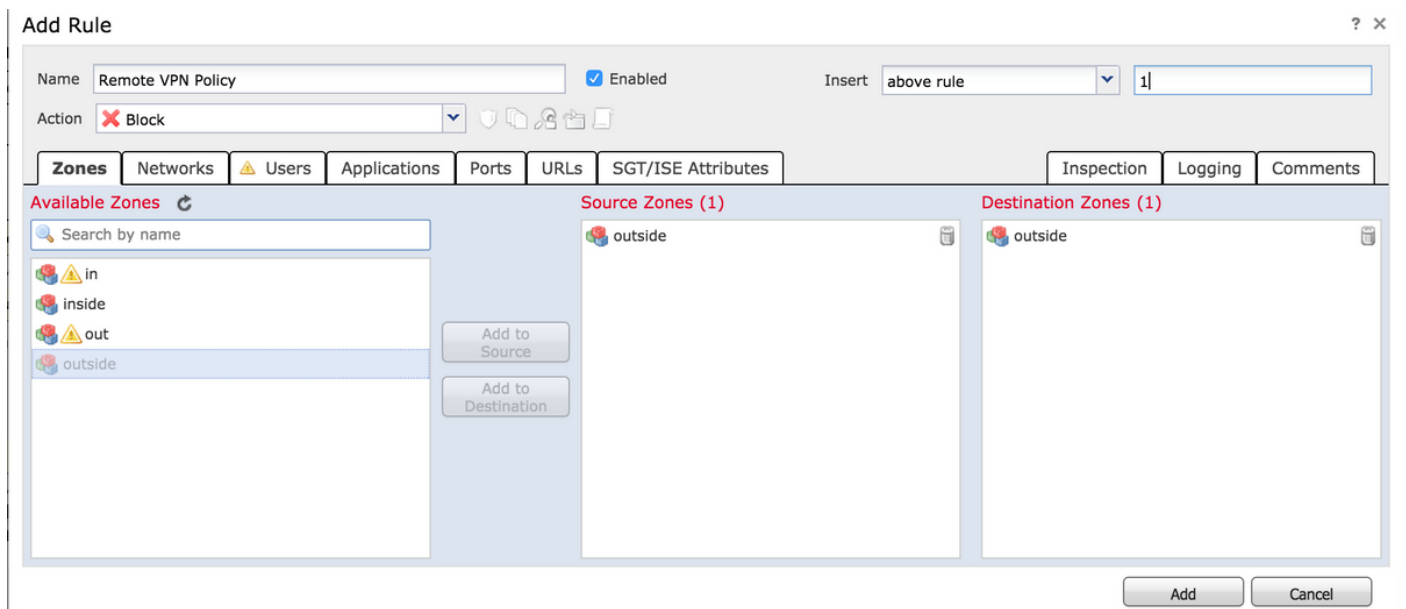 Add Rule ? ×
Name Remote VPN Policy Enabled Insert above rule 1
Action Block
Zones Networks Users Applications Ports URLs SGT/ISE Attributes Inspection Logging Comments
Available Zones Source Zones (1) Destination Zones (1)
Search by name outside outside
in
inside
out
outside
Add to
Source
Add to
Destination
Add Cancel